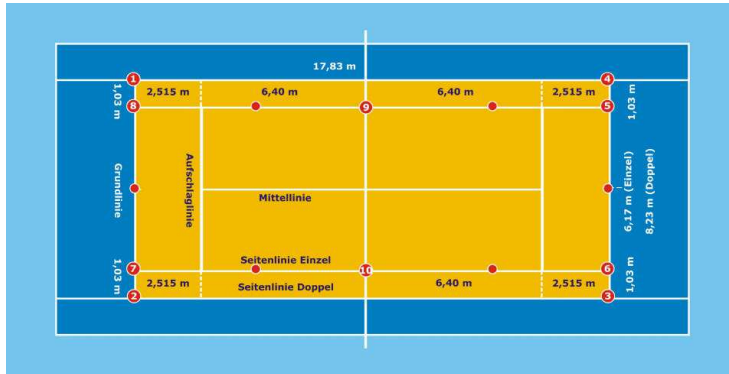 17,83 m
1
4
2,515 m
6,40 m
6,40 m
2,515 m
1,03 m
1,03 m
8
9
5
Grundlinie
Aufschlaglinie
6,17 m (Einzel)
8,23 m (Doppel)
Mittellinie
Seitenlinie Einzel
1,03 m
7
10
6
1,03 m
2,515 m
Seitenlinie Doppel
6,40 m
2,515 m
2
3